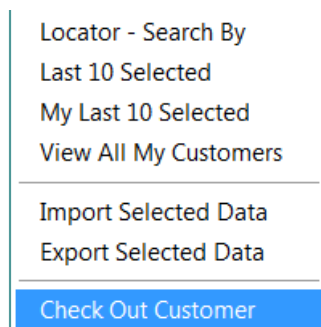 Locator - Search By
Last 10 Selected
My Last 10 Selected
View All My Customers
Import Selected Data
Export Selected Data
Check Out Customer